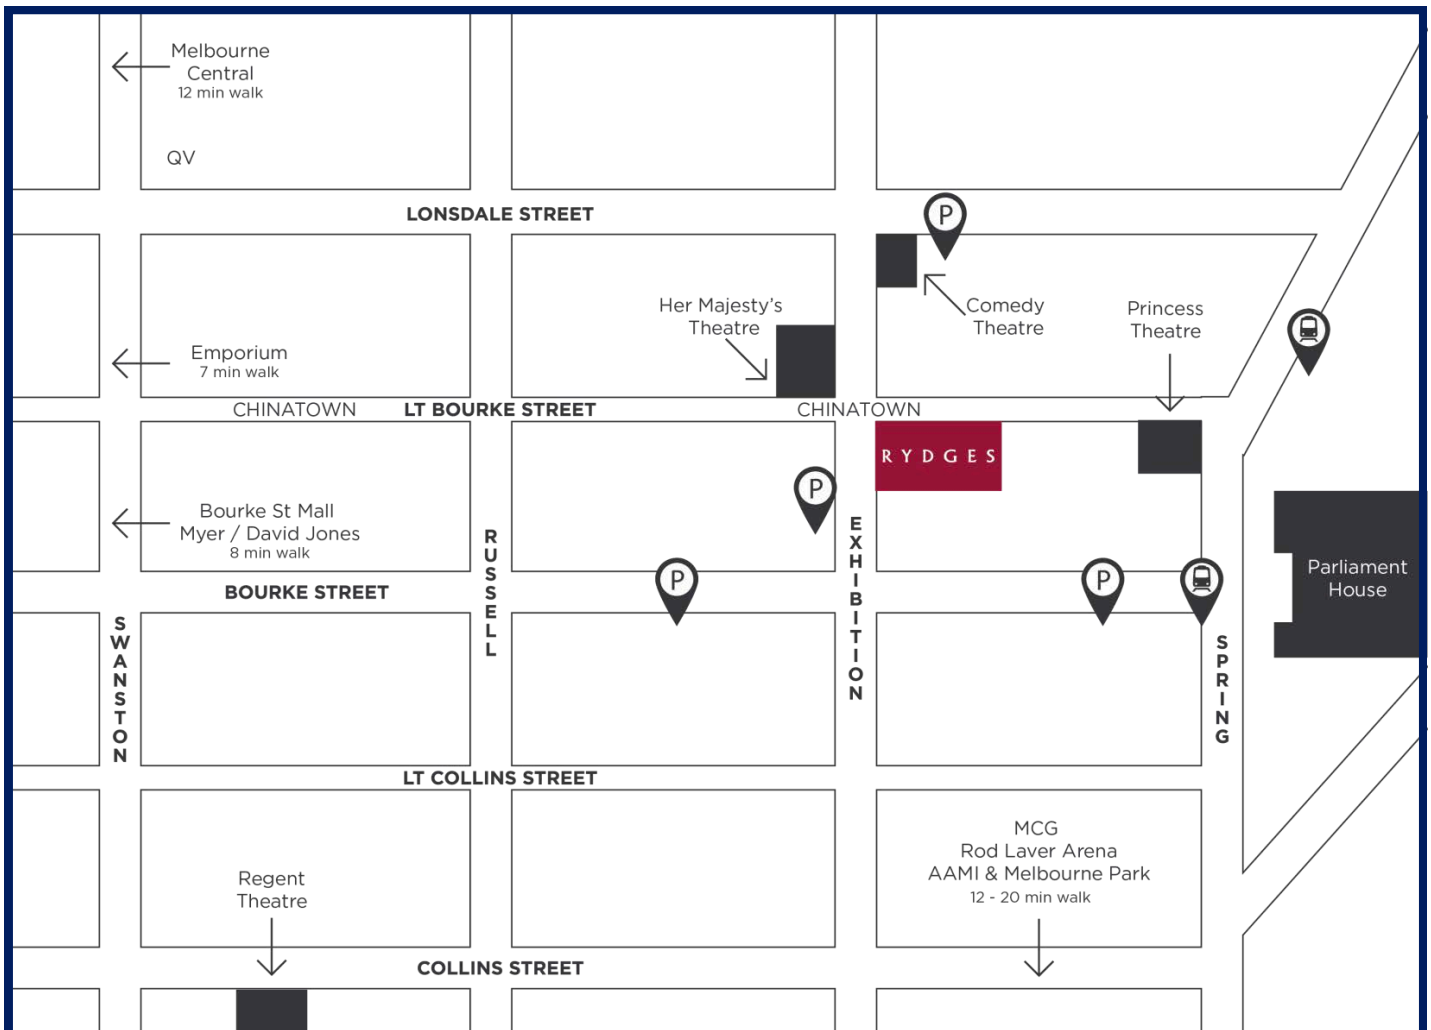 Melbourne
Central
12 min walk
QV
LONSDALE STREET
P
Her Majesty's
Theatre
Comedy
Theatre
Princess
Theatre
Emporium
7 min walk
CHINATOWN
LT BOURKE STREET
CHINATOWN
RYDGES
P
Bourke St Mall
Myer / David Jones
8 min walk
RUSSELL
EXHIBITION
Parliament
House
BOURKE STREET
P
P
SWANSTON
SPRING
LT COLLINS STREET
MCG
Rod Laver Arena
AAMI & Melbourne Park
12 - 20 min walk
Regent
Theatre
COLLINS STREET